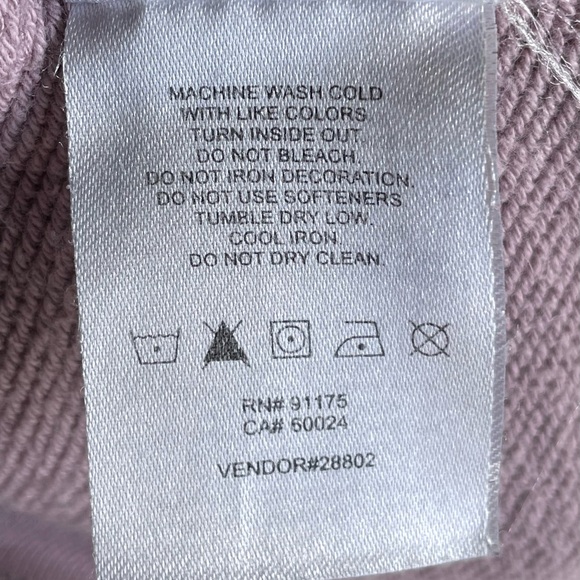 MACHINE WASH COLD
WITH LIKE COLORS
TURN INSIDE OUT.
DO NOT BLEACH.
DO NOT IRON DECORATION.
DO NOT USE SOFTENERS
TUMBLE DRY LOW.
COOL IRON
DO NOT DRY CLEAN.
RN# 91175
CA# 60024
VENDOR#28802